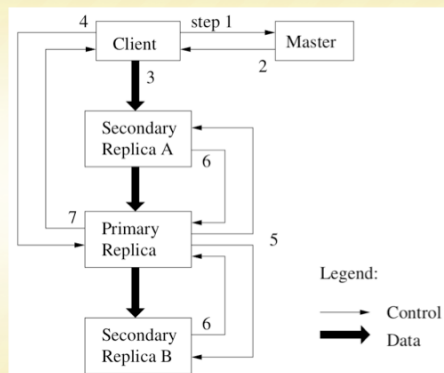 4
step 1
Client
Master
3
2
Secondary
Replica A
6
7
Primary
Replica
5
Legend:
Control
Data
6
Secondary
Replica B